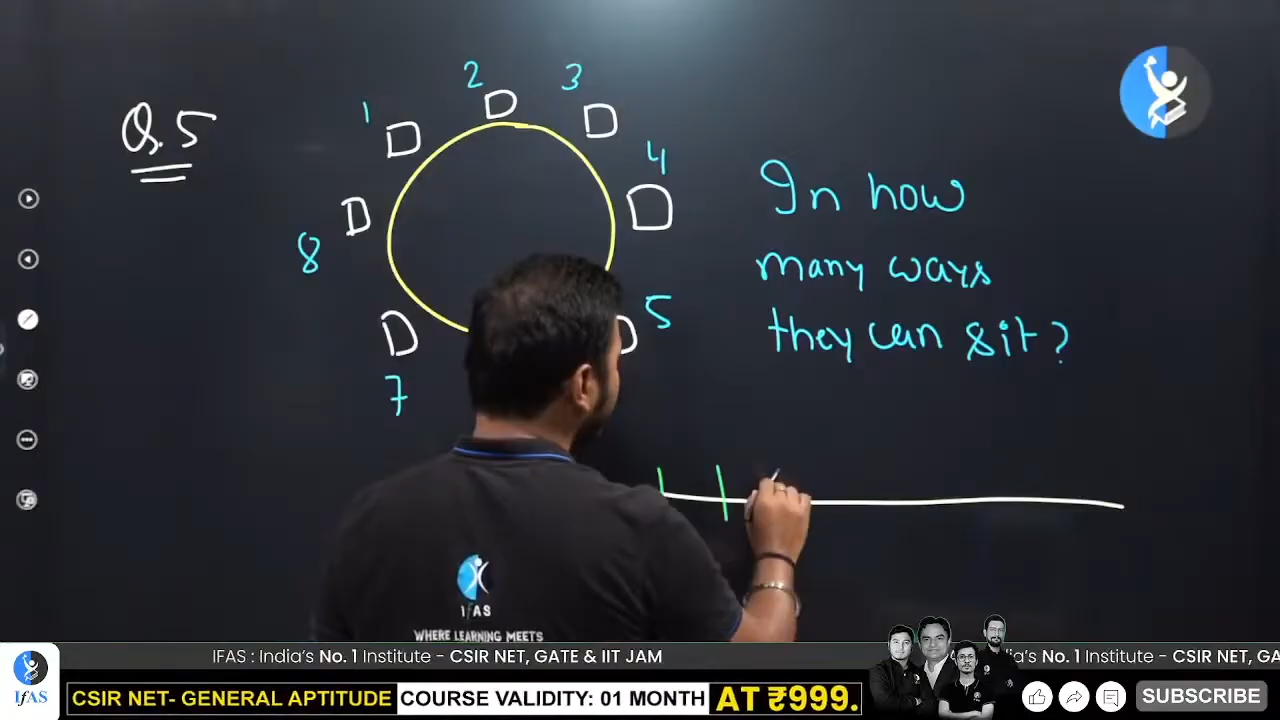 Q.5
1
2
3
4
5
7
8
In how
many ways
they can sit?
IFAS
WHERE LEARNING MEETS
IFAS : India's No. 1 Institute - CSIR NET, GATE & IIT JAM
ia's No. 1 Institute - CSIR NET, GA
IFAS
CSIR NET- GENERAL APTITUDE COURSE VALIDITY: 01 MONTH AT ₹999.
SUBSCRIBE